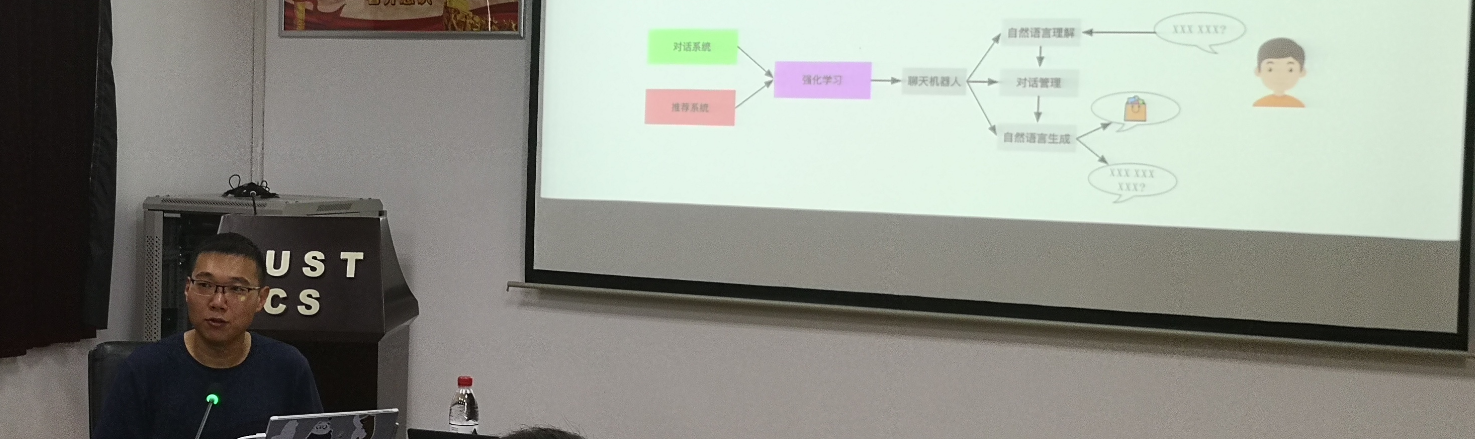 对话系统
推荐系统
强化学习
聊天机器人
自然语言理解
对话管理
自然语言生成
XXX XXX?
XXX XXX
XXX?
UST
CS